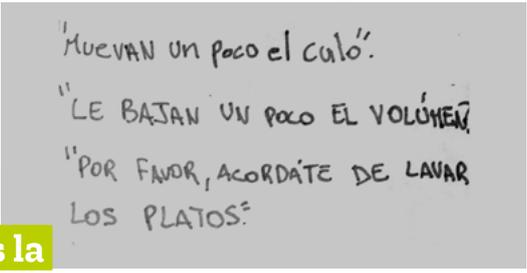 "MUEVAN un poco el culo".
"LE BAJAN UN POCO EL VOLÚMEN"
"POR FAVOR, ACORDÁTE DE LAVAR
LOS PLATOS."
s la